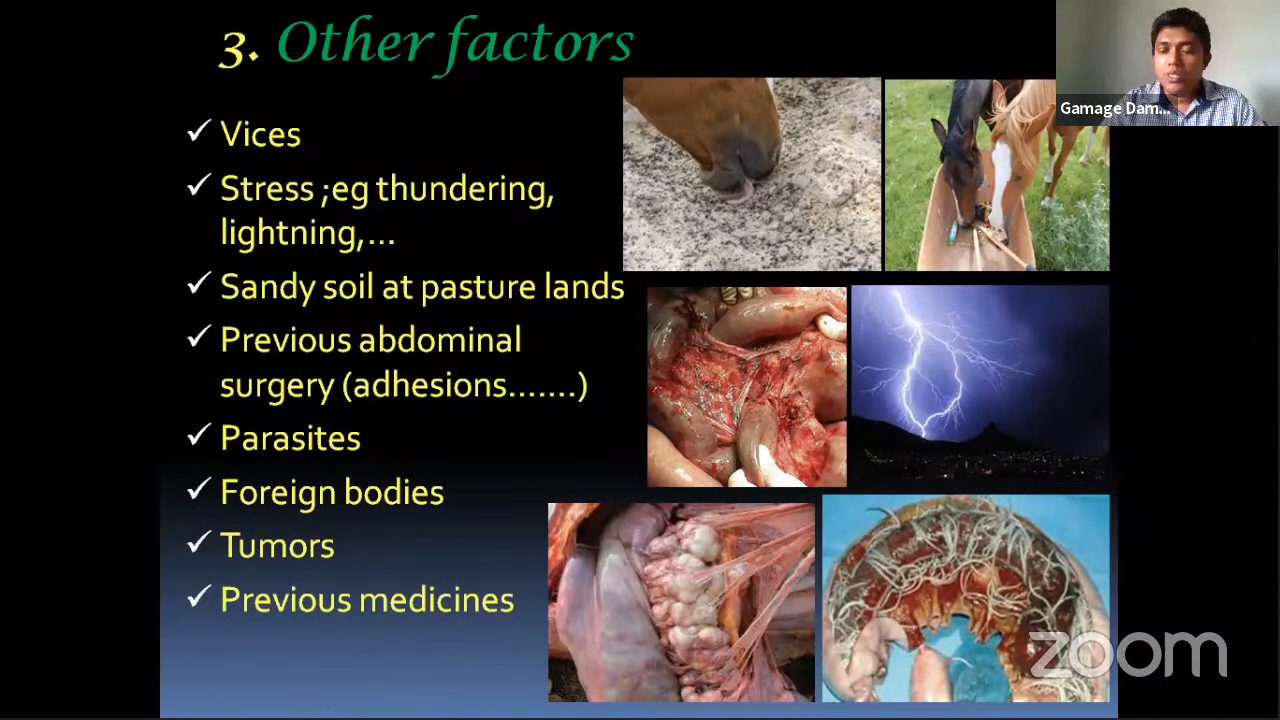 3. Other factors
Gamage Dam...
✓ Vices
✓ Stress ;eg thundering,
lightning,...
✓ Sandy soil at pasture lands
✓ Previous abdominal
surgery (adhesions.......)
✓ Parasites
✓ Foreign bodies
✓ Tumors
✓ Previous medicines
zoom